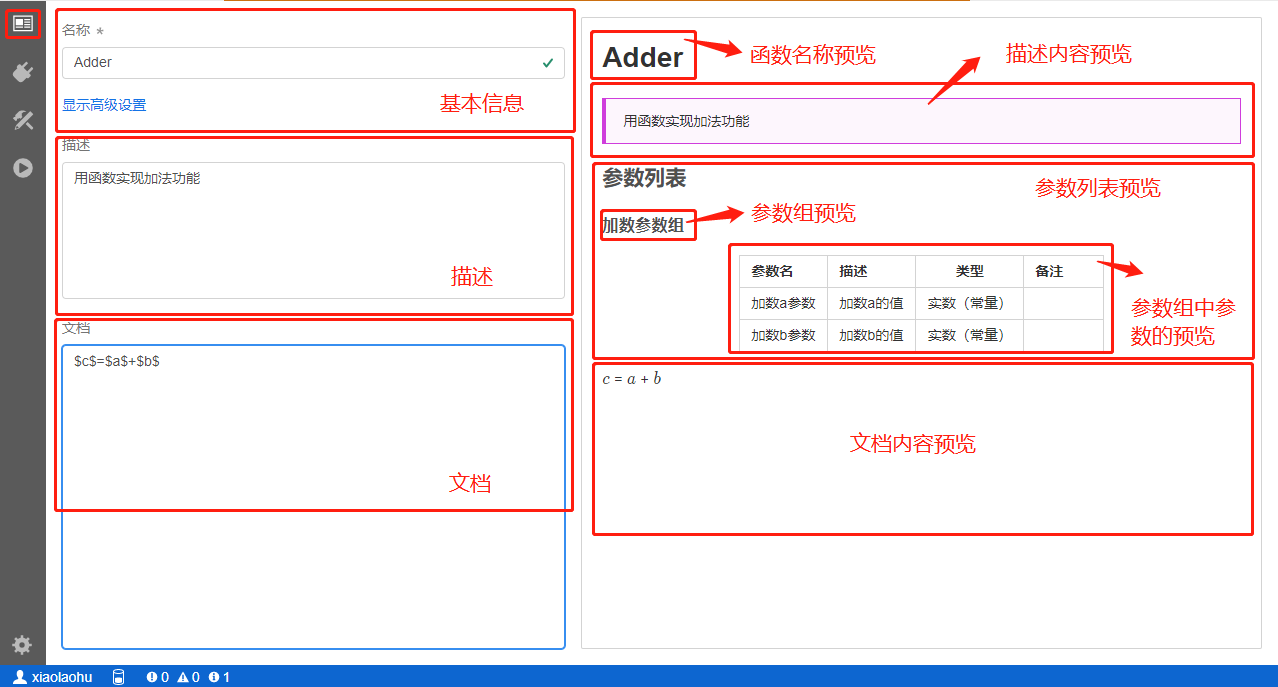 名称 *
Adder
显示高级设置
基本信息
描述
用函数实现加法功能
描述
文档
$c$=$a$+$b$
文档
Adder
函数名称预览
描述内容预览
用函数实现加法功能
参数列表
参数列表预览
加数参数组
参数组预览
参数名 描述 类型 备注
加数a参数 加数a的值 实数（常量）
加数b参数 加数b的值 实数（常量）
参数组中参
数的预览
c = a + b
文档内容预览
xiaolaohu 0 0 1